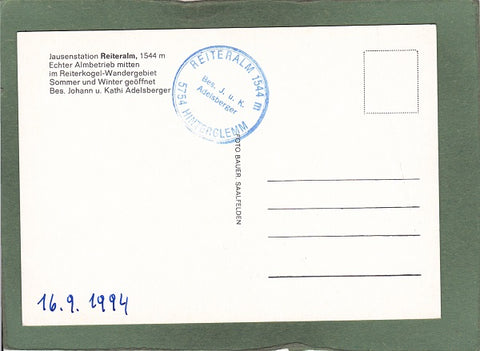 Jausenstation Reiteralm, 1544 m
Echter Almbetrieb mitten
im Reiterkogel-Wandergebiet
Sommer und Winter geöffnet
Bes. Johann u. Kathi Adelsberger
REITERALM 1544 m
Bes. J. u. K.
Adelsberger
5754 HINTERGLEMM
FOTO BAUER, SAALFELDEN
16.9.1994